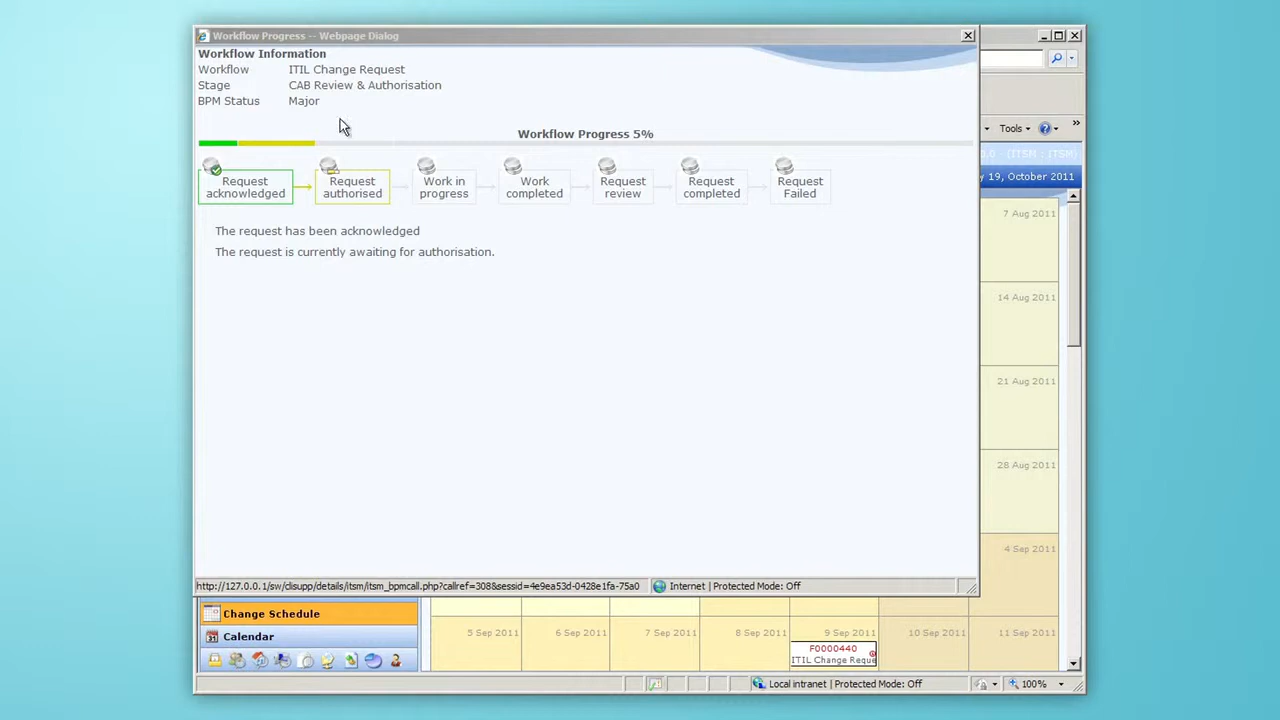 Workflow Progress -- Webpage Dialog
Workflow Information
Workflow ITIL Change Request
Stage CAB Review & Authorisation
BPM Status Major
Tools
»
0.0 - (ITSM : ITSM)
y 19, October 2011
Workflow Progress 5%
Request acknowledged
Request authorised
Work in progress
Work completed
Request review
Request completed
Request Failed
The request has been acknowledged
The request is currently awaiting for authorisation.
7 Aug 2011
14 Aug 2011
21 Aug 2011
28 Aug 2011
4 Sep 2011
http://127.0.0.1/sw/clisupp/details/itsm/itsm_bpmcall.php?callref=308&sessid=4e9ea53d-0428e1fa-75a0
Internet | Protected Mode: Off
Change Schedule
Calendar
5 Sep 2011 6 Sep 2011 7 Sep 2011 8 Sep 2011 9 Sep 2011 10 Sep 2011 11 Sep 2011
F0000440
ITIL Change Reque
Local intranet | Protected Mode: Off
100%